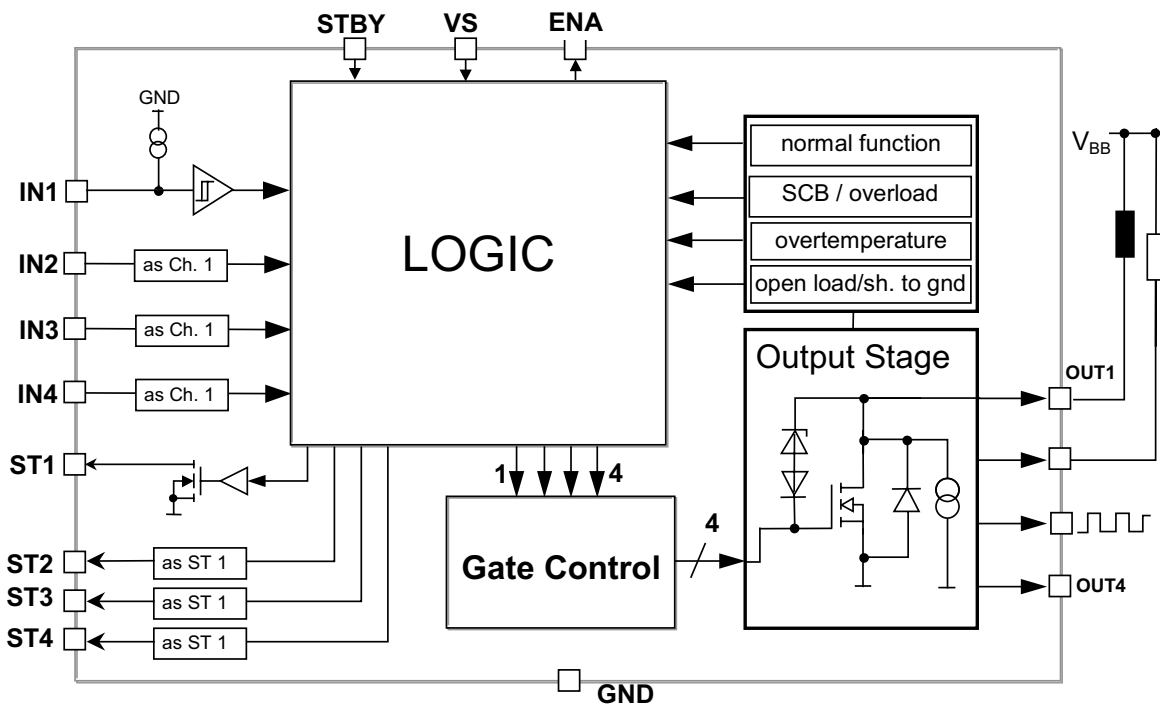 STBY VS ENA
GND
normal function
V_BB
IN1
SCB / overload
LOGIC
overtemperature
IN2
as Ch. 1
open load/sh. to gnd
IN3
as Ch. 1
Output Stage
OUT1
IN4
as Ch. 1
ST1
1 4
4
ST2
as ST 1
Gate Control
OUT4
ST3
as ST 1
ST4
as ST 1
GND